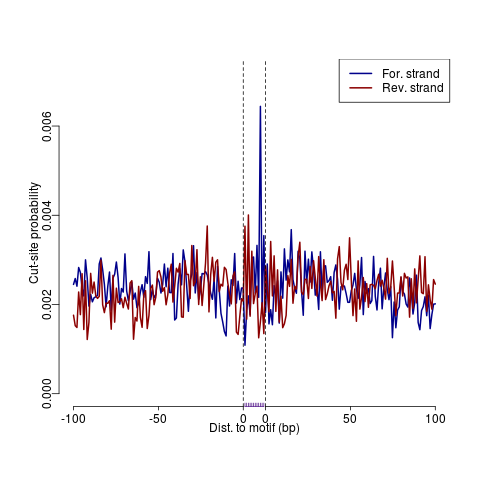 For. strand
Rev. strand
Cut-site probability
0.006
0.004
0.002
0.000
-100
-50
0
0
50
100
Dist. to motif (bp)